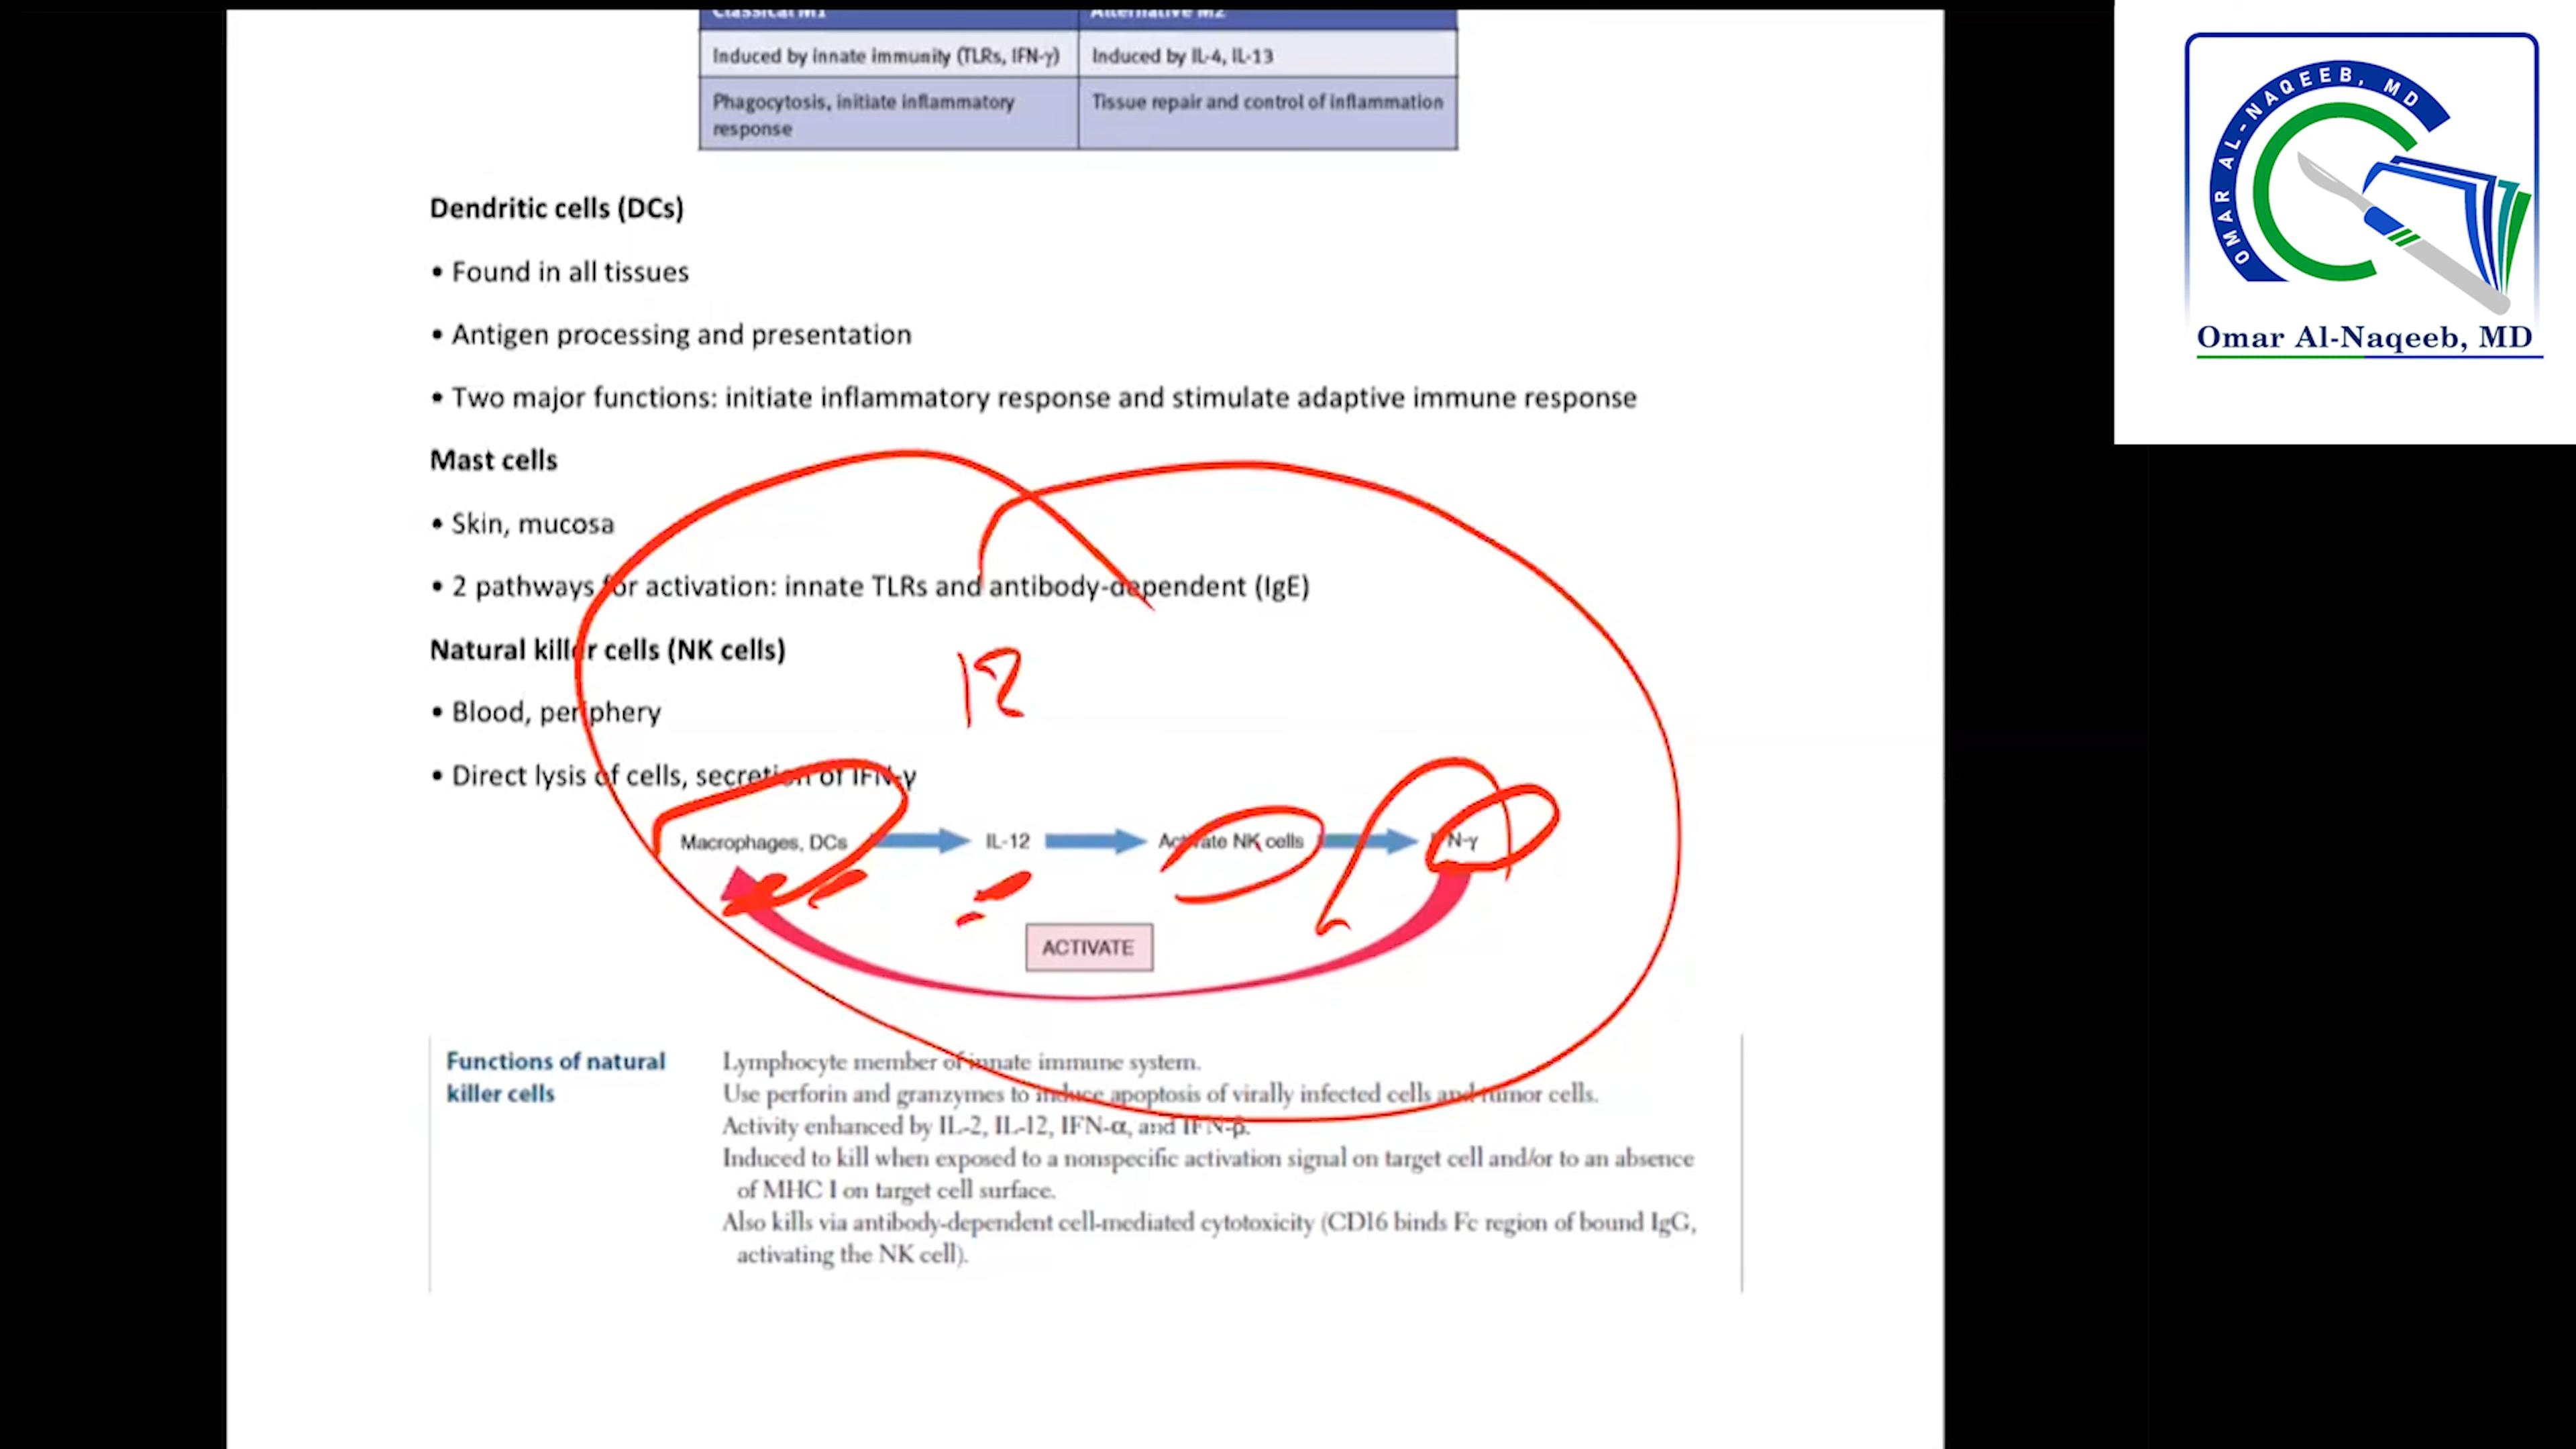 Classical M1 Alternative M2
Induced by innate immunity (TLRs, IFN-γ) Induced by IL-4, IL-13
Phagocytosis, initiate inflammatory Tissue repair and control of inflammation
response
Dendritic cells (DCs)
• Found in all tissues
• Antigen processing and presentation
• Two major functions: initiate inflammatory response and stimulate adaptive immune response
Mast cells
• Skin, mucosa
• 2 pathways for activation: innate TLRs and antibody-dependent (IgE)
Natural killer cells (NK cells)
12
• Blood, periphery
• Direct lysis of cells, secretion of IFN-γ
Macrophages, DCs IL-12 Activate NK cells IFN-γ
ACTIVATE
Functions of natural
killer cells
Lymphocyte member of innate immune system.
Use perforin and granzymes to induce apoptosis of virally infected cells and tumor cells.
Activity enhanced by IL-2, IL-12, IFN-α, and IFN-β.
Induced to kill when exposed to a nonspecific activation signal on target cell and/or to an absence
of MHC I on target cell surface.
Also kills via antibody-dependent cell-mediated cytotoxicity (CD16 binds Fc region of bound IgG,
activating the NK cell).
OMAR AL-NAQEEB, MD
Omar Al-Naqeeb, MD